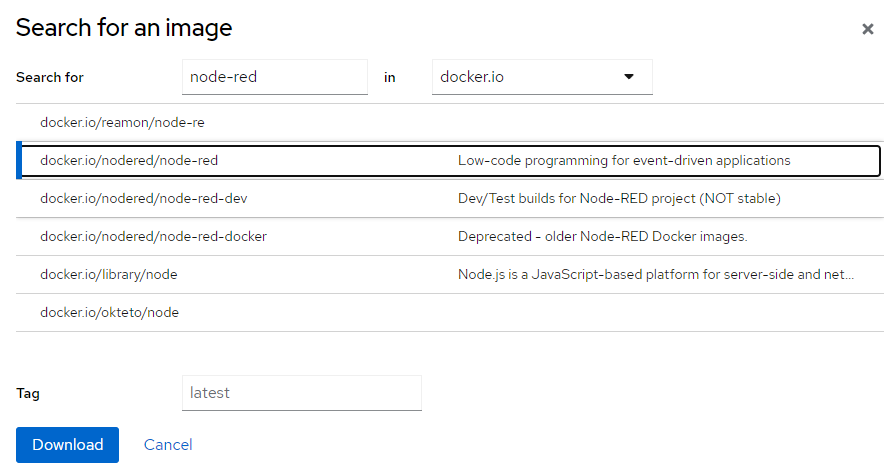 Search for an image
Search for node-red in docker.io
docker.io/reamon/node-re
docker.io/nodered/node-red Low-code programming for event-driven applications
docker.io/nodered/node-red-dev Dev/Test builds for Node-RED project (NOT stable)
docker.io/nodered/node-red-docker Deprecated - older Node-RED Docker images.
docker.io/library/node Node.js is a JavaScript-based platform for server-side and net...
docker.io/okteto/node
Tag latest
Download Cancel